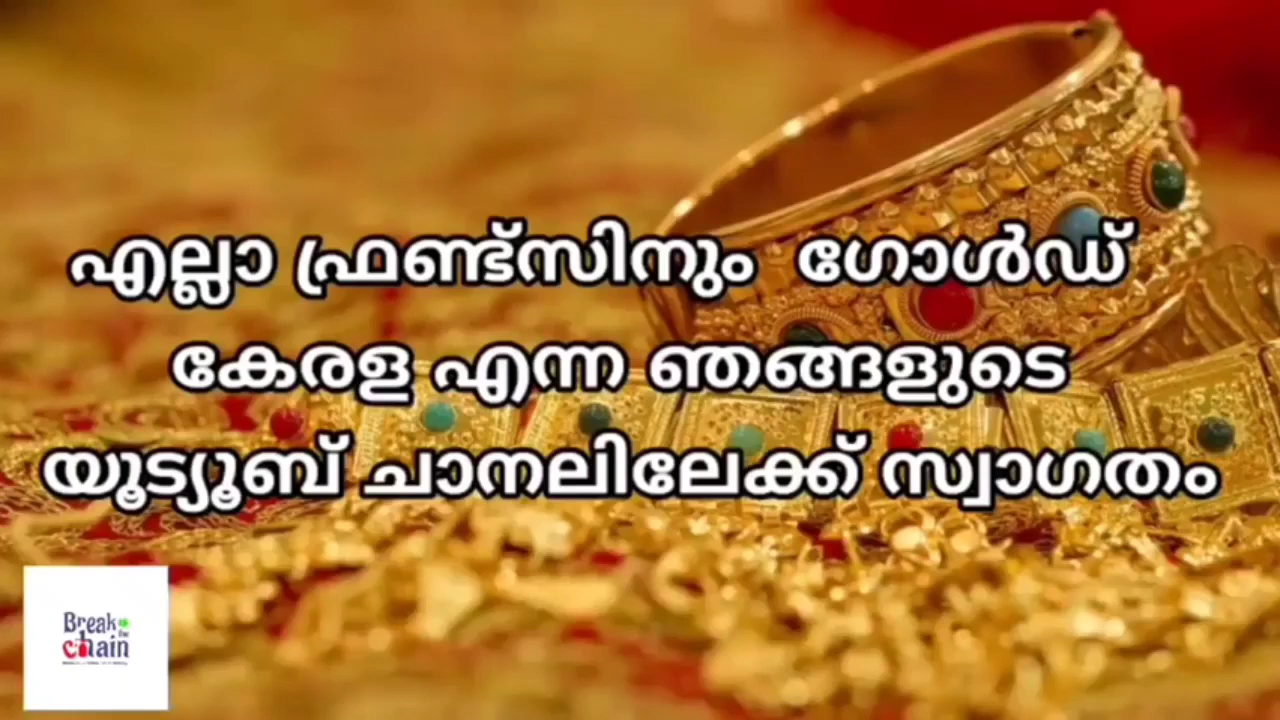 എല്ലാ ഫ്രണ്ട്സിനും ഗോൾഡ്
കേരള എന്ന ഞങ്ങളുടെ
യൂട്യൂബ് ചാനലിലേക്ക് സ്വാഗതം
Break the
chain